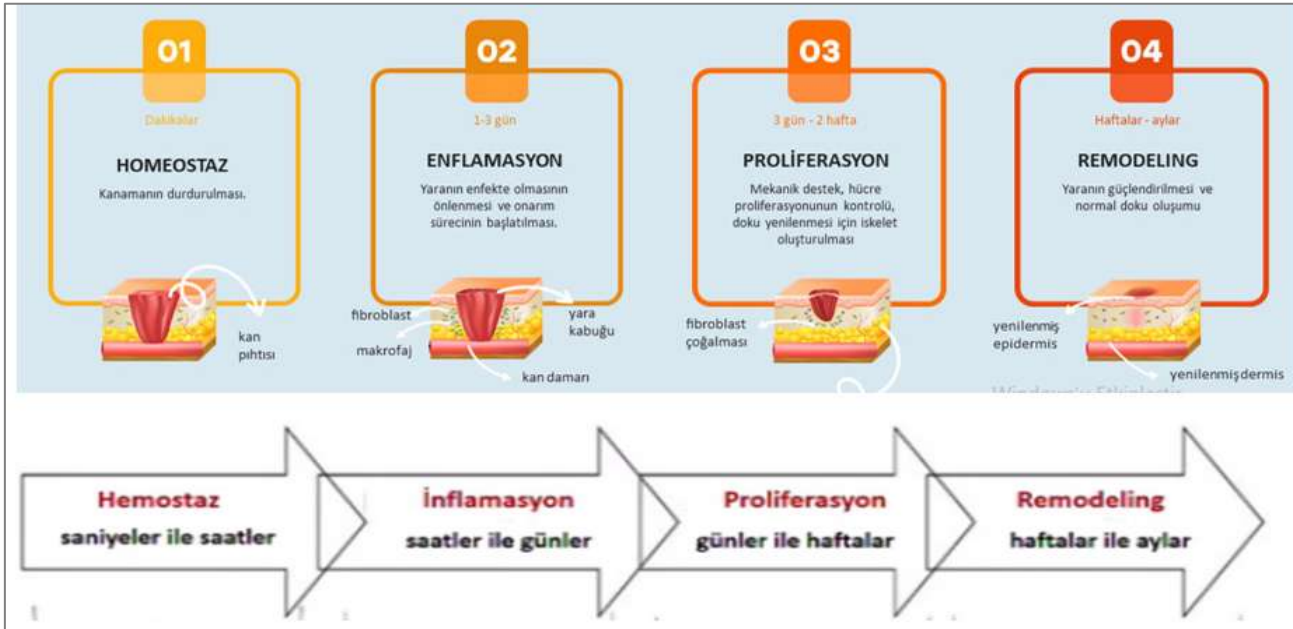 01
Dakikalar
HOMEOSTAZ
Kanamanın durdurulması.
kan
pıhtısı
02
1-3 gün
ENFLAMASYON
Yaranın enfekte olmasının
önlenmesi ve onarım
sürecinin başlatılması.
fibroblast
makrofaj
yara
kabuğu
kan damarı
03
3 gün - 2 hafta
PROLİFERASYON
Mekanik destek, hücre
proliferasyonunun kontrolü,
doku yenilenmesi için iskelet
oluşturulması
fibroblast
çoğalması
04
Haftalar - aylar
REMODELING
Yaranın güçlendirilmesi ve
normal doku oluşumu
yenilenmiş
epidermis
yenilenmiş dermis
Hemostaz
saniyeler ile saatler
İnflamasyon
saatler ile günler
Proliferasyon
günler ile haftalar
Remodeling
haftalar ile aylar